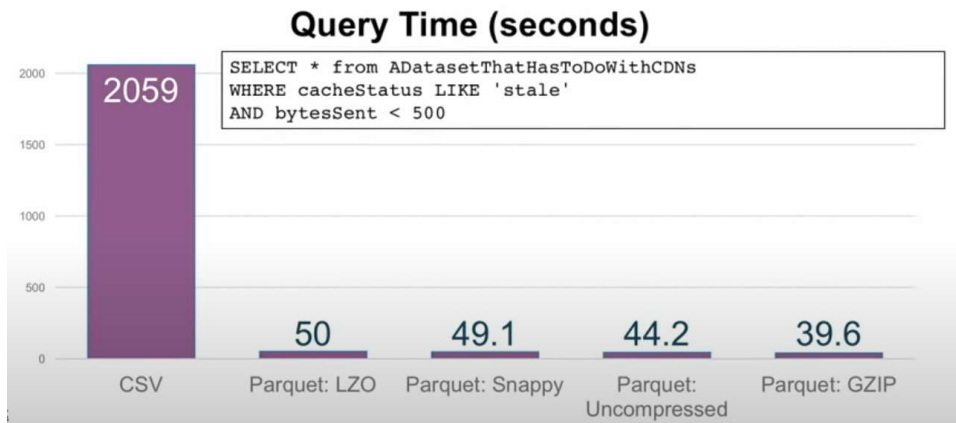 Query Time (seconds)
SELECT * from ADatasetThatHasToDoWithCDNs
WHERE cacheStatus LIKE 'stale'
AND bytesSent < 500
2000
1500
1000
500
0
2059
50
49.1
44.2
39.6
CSV
Parquet: LZO
Parquet: Snappy
Parquet:
Uncompressed
Parquet: GZIP